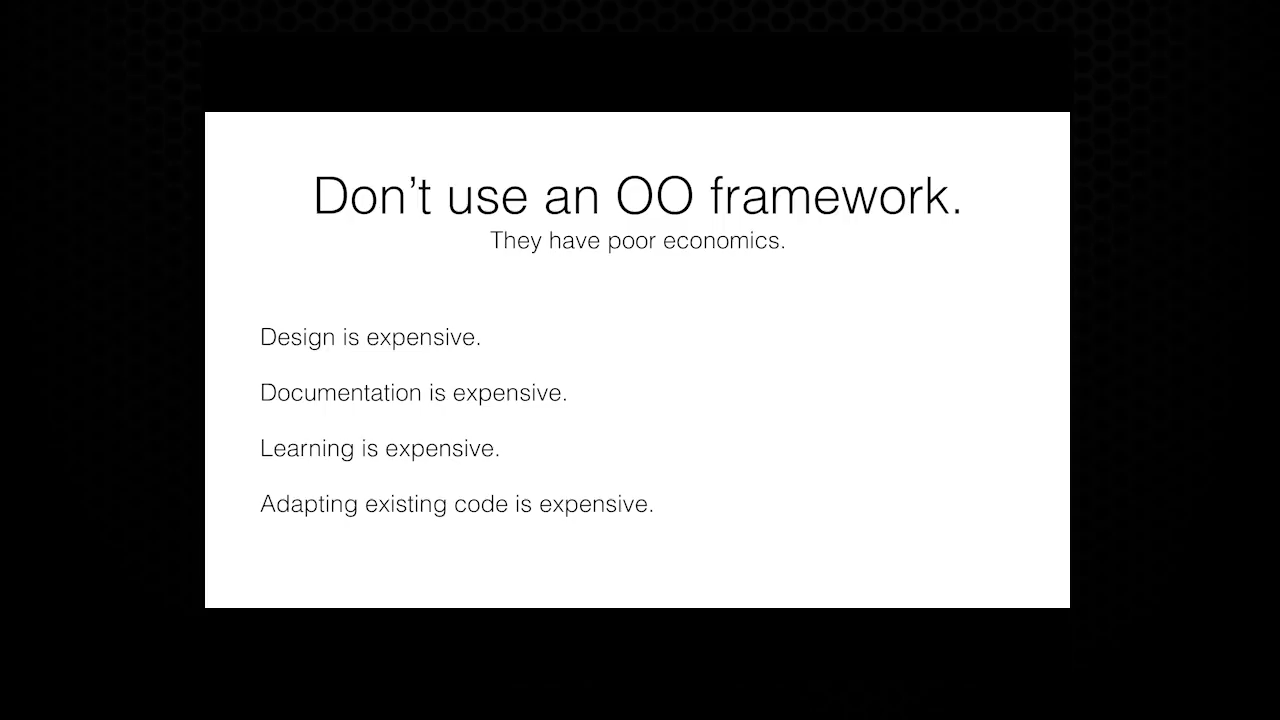 Don’t use an OO framework.
They have poor economics.
Design is expensive.
Documentation is expensive.
Learning is expensive.
Adapting existing code is expensive.